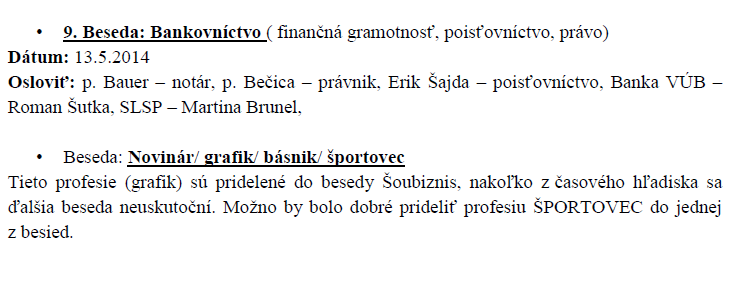 • 9. Beseda: Bankovníctvo ( finančná gramotnosť, poisťovníctvo, právo)
Dátum: 13.5.2014
Osloviť: p. Bauer – notár, p. Bečica – právnik, Erik Šajda – poisťovníctvo, Banka VÚB –
Roman Šutka, SLSP – Martina Brunel,
• Beseda: Novinár/ grafik/ básnik/ športovec
Tieto profesie (grafik) sú pridelené do besedy Šoubiznis, nakoľko z časového hľadiska sa
ďalšia beseda neuskutoční. Možno by bolo dobré prideliť profesiu ŠPORTOVEC do jednej
z besied.